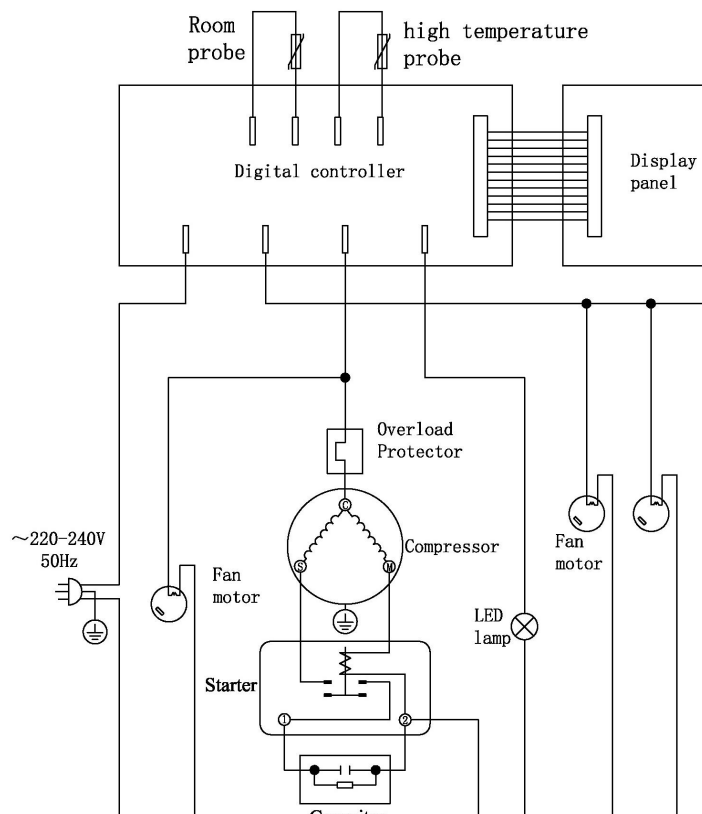 Room
probe
high temperature
probe
Digital controller
Display
panel
Overload
Protector
C
~220-240V
50Hz
S
M
Compressor
Fan
motor
Fan
motor
LED
lamp
Starter
1
2